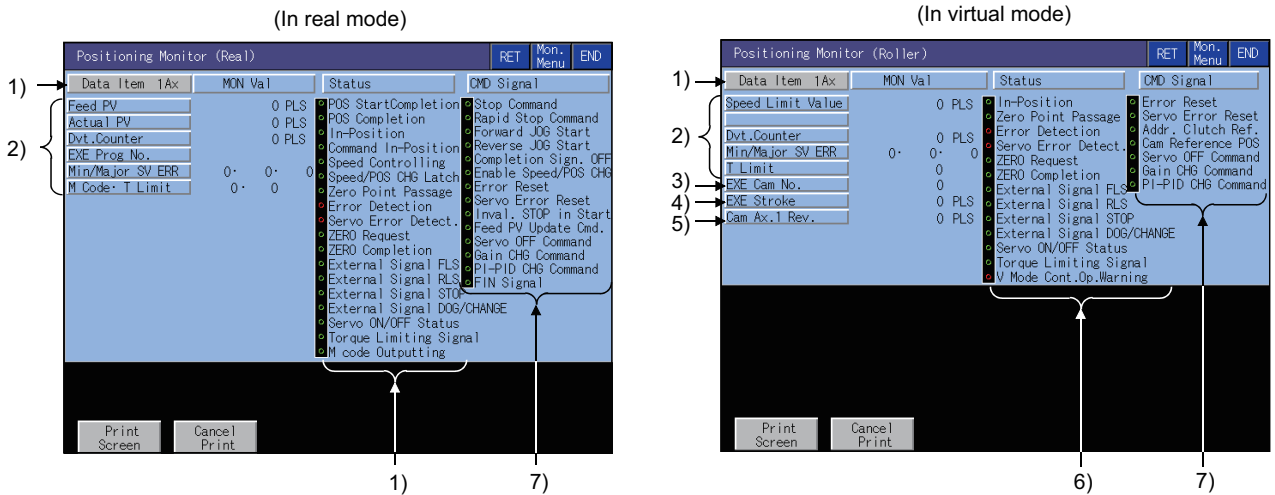 (In real mode)
Positioning Monitor (Real)
RET
Mon. Menu
END
1)
Data Item 1Ax
MON Val
Status
CMD Signal
2)
Feed PV 0 PLS
Actual PV 0 PLS
Dvt.Counter 0 PLS
EXE Prog No.
Min/Major SV ERR 0· 0· 0
M Code· T Limit 0· 0
POS StartCompletion
POS Completion
In-Position
Command In-Position
Speed Controlling
Speed/POS CHG Latch
Zero Point Passage
Error Detection
Servo Error Detect.
ZERO Request
ZERO Completion
External Signal FLS
External Signal RLS
External Signal STOP
External Signal DOG/CHANGE
Servo ON/OFF Status
Torque Limiting Signal
M code Outputting
Stop Command
Rapid Stop Command
Forward JOG Start
Reverse JOG Start
Completion Sign. OFF
Enable Speed/POS CHG
Error Reset
Servo Error Reset
Inval. STOP in Start
Feed PV Update Cmd.
Servo OFF Command
Gain CHG Command
PI-PID CHG Command
FIN Signal
Print Screen
Cancel Print
1)
7)
(In virtual mode)
Positioning Monitor (Roller)
RET
Mon. Menu
END
1)
Data Item 1Ax
MON Val
Status
CMD Signal
2)
Speed Limit Value 0 PLS
Dvt.Counter 0 PLS
Min/Major SV ERR 0· 0· 0
T Limit 0
3)
EXE Cam No. 0
4)
EXE Stroke 0 PLS
5)
Cam Ax.1 Rev. 0 PLS
In-Position
Zero Point Passage
Error Detection
Servo Error Detect.
ZERO Request
ZERO Completion
External Signal FLS
External Signal RLS
External Signal STOP
External Signal DOG/CHANGE
Servo ON/OFF Status
Torque Limiting Signal
V Mode Cont.Op.Warning
Error Reset
Servo Error Reset
Addr. Clutch Ref.
Cam Reference POS
Servo OFF Command
Gain CHG Command
PI-PID CHG Command
Print Screen
Cancel Print
6)
7)